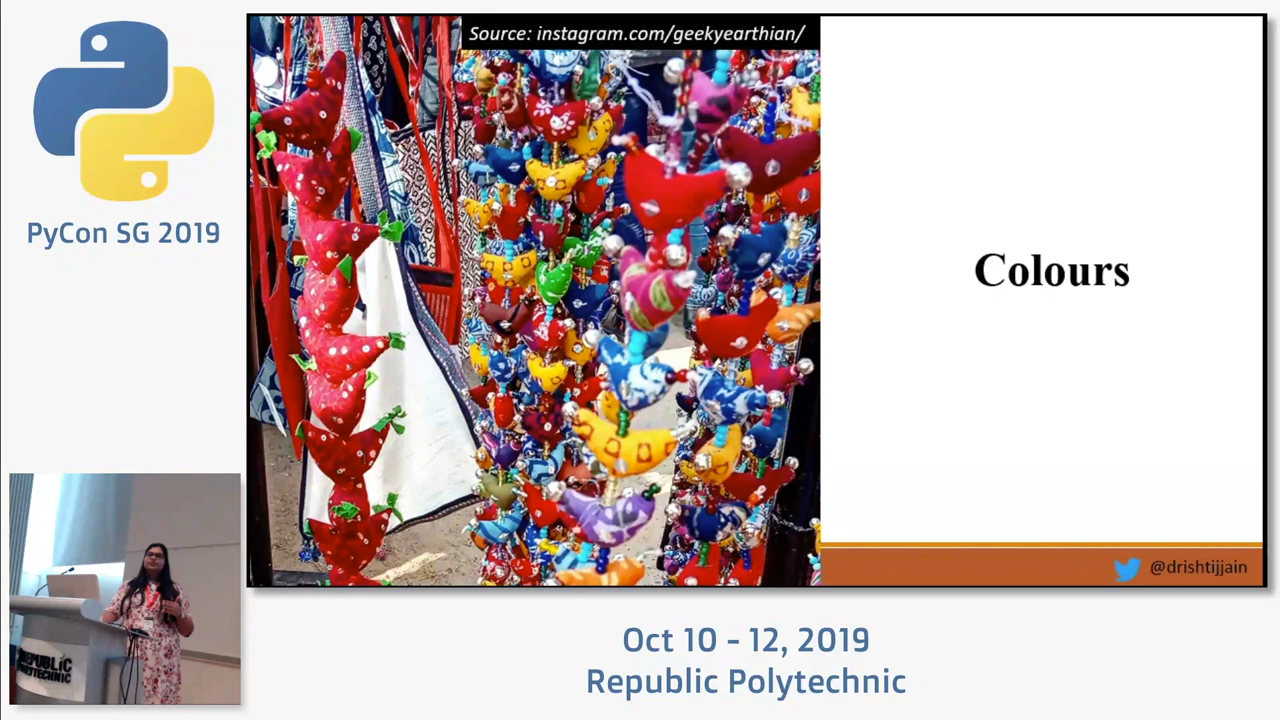 PyCon SG 2019
Source: instagram.com/geekyearthian/
Colours
@drishtijjain
REPUBLIC
POLYTECHNIC
Oct 10 - 12, 2019
Republic Polytechnic